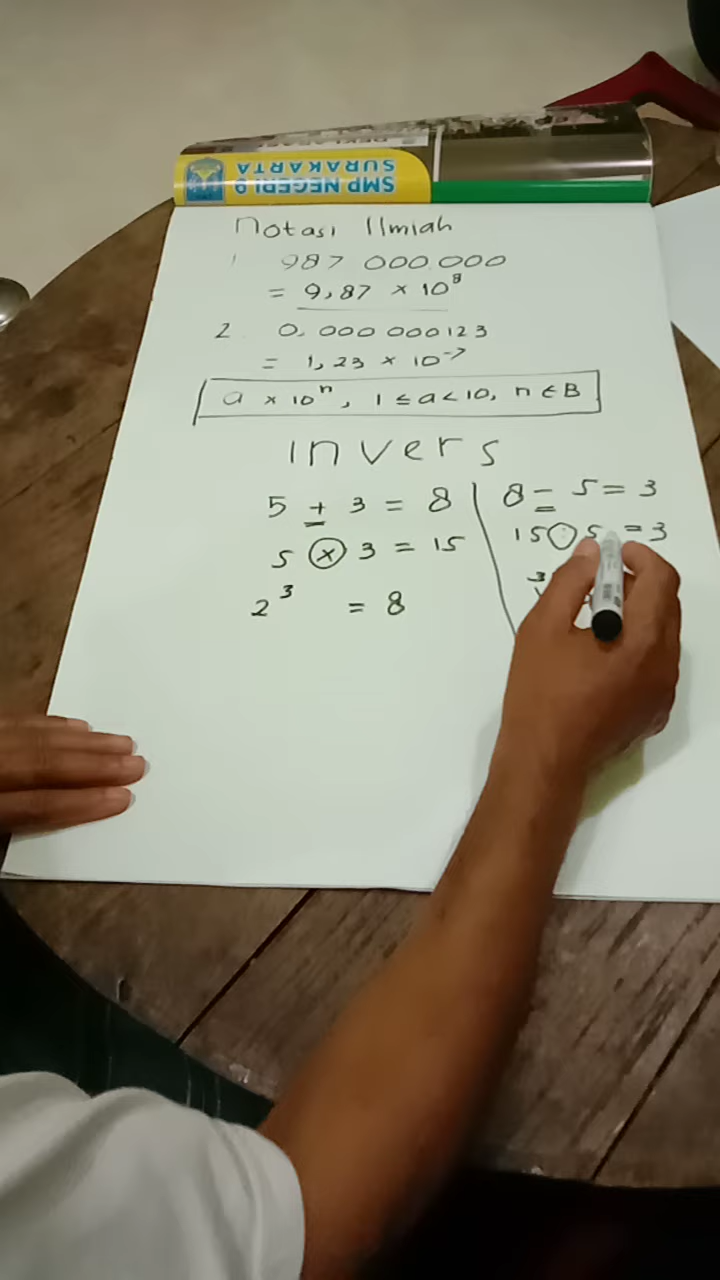 SMP NEGERI 9
SURAKARTA
Notasi Ilmiah
1 987 000.000
= 9,87 × 10⁸
2. 0,000 000 123
= 1,23 × 10⁻⁷
a × 10ⁿ, 1 ≤ a < 10, n ∈ B
Invers
5 + 3 = 8 | 8 - 5 = 3
5 × 3 = 15 | 15 : 5 = 3
2³ = 8 | 3